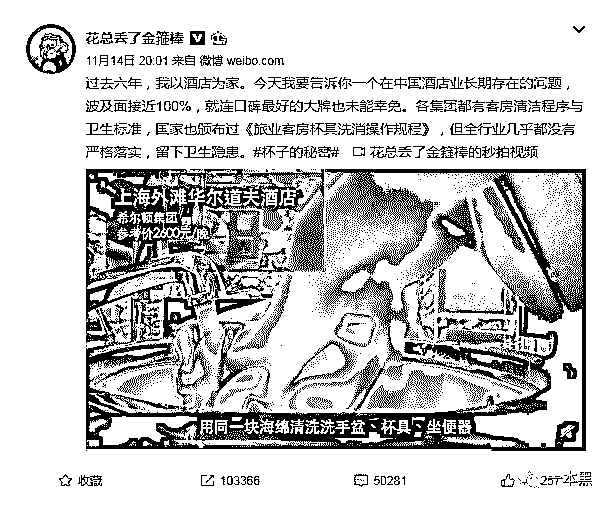 花总丢了金箍棒
11月14日 20:01 来自 微博 weibo.com
过去六年，我以酒店为家。今天我要告诉你一个在中国酒店业长期存在的问题，
波及面接近100%，就连口碑最好的大牌也未能幸免。各集团都有客房清洁程序与
卫生标准，国家也颁布过《旅业客房杯具洗消操作规程》，但全行业几乎都没有
严格落实，留下卫生隐患。#杯子的秘密# 花总丢了金箍棒的秒拍视频
上海外滩华尔道夫酒店
希尔顿集团
参考价2600元/晚
用同一块海绵清洗洗手盆、杯具、坐便器
收藏 103366 50281